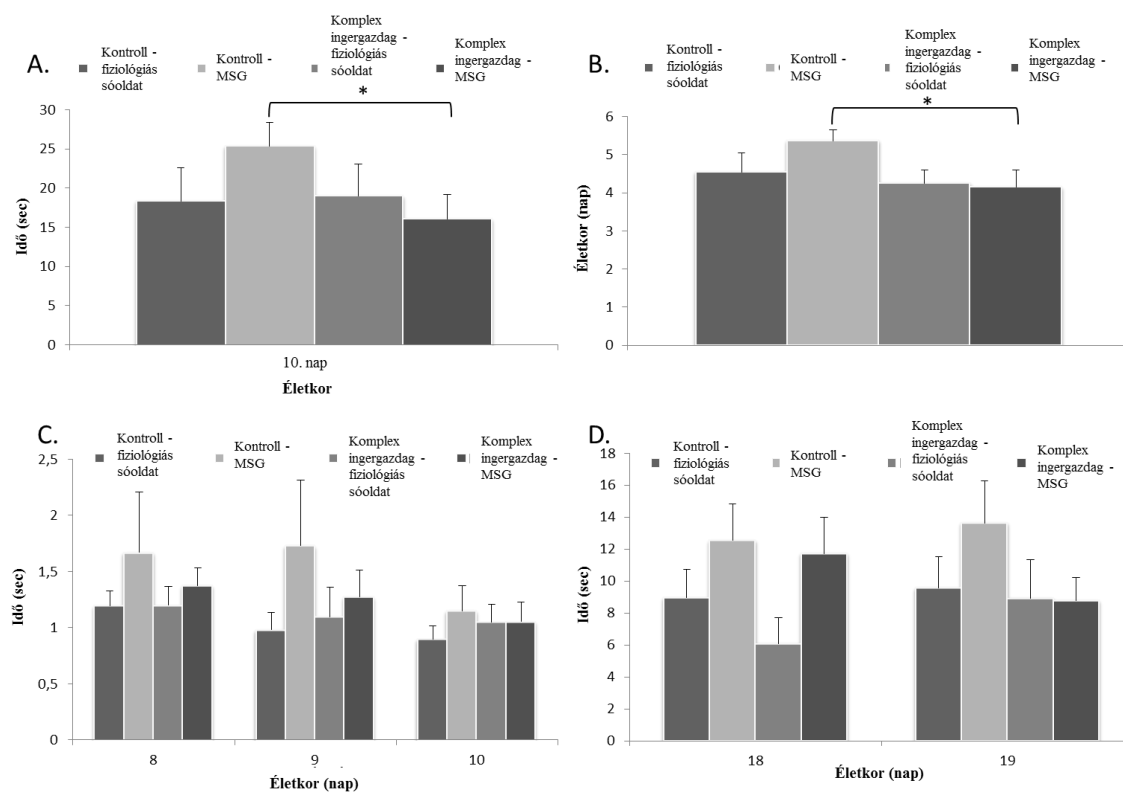 A.
Kontroll -
fiziológiás
sóoldat
Kontroll -
MSG
Komplex
ingergazdag -
fiziológiás
sóoldat
Komplex
ingergazdag -
MSG
*
30
25
20
15
10
5
0
Idő (sec)
10. nap
Életkor
B.
Kontroll -
fiziológiás
sóoldat
Kontroll -
MSG
Komplex
ingergazdag -
fiziológiás
sóoldat
Komplex
ingergazdag -
MSG
*
6
5
4
3
2
1
0
Életkor (nap)
C.
Kontroll -
fiziológiás
sóoldat
Kontroll -
MSG
Komplex
ingergazdag -
fiziológiás
sóoldat
Komplex
ingergazdag -
MSG
2,5
2
1,5
1
0,5
0
Idő (sec)
8
9
10
Életkor (nap)
D.
Kontroll -
fiziológiás
sóoldat
Kontroll -
MSG
Komplex
ingergazdag -
fiziológiás
sóoldat
Komplex
ingergazdag -
MSG
18
16
14
12
10
8
6
4
2
0
Idő (sec)
18
19
Életkor (nap)